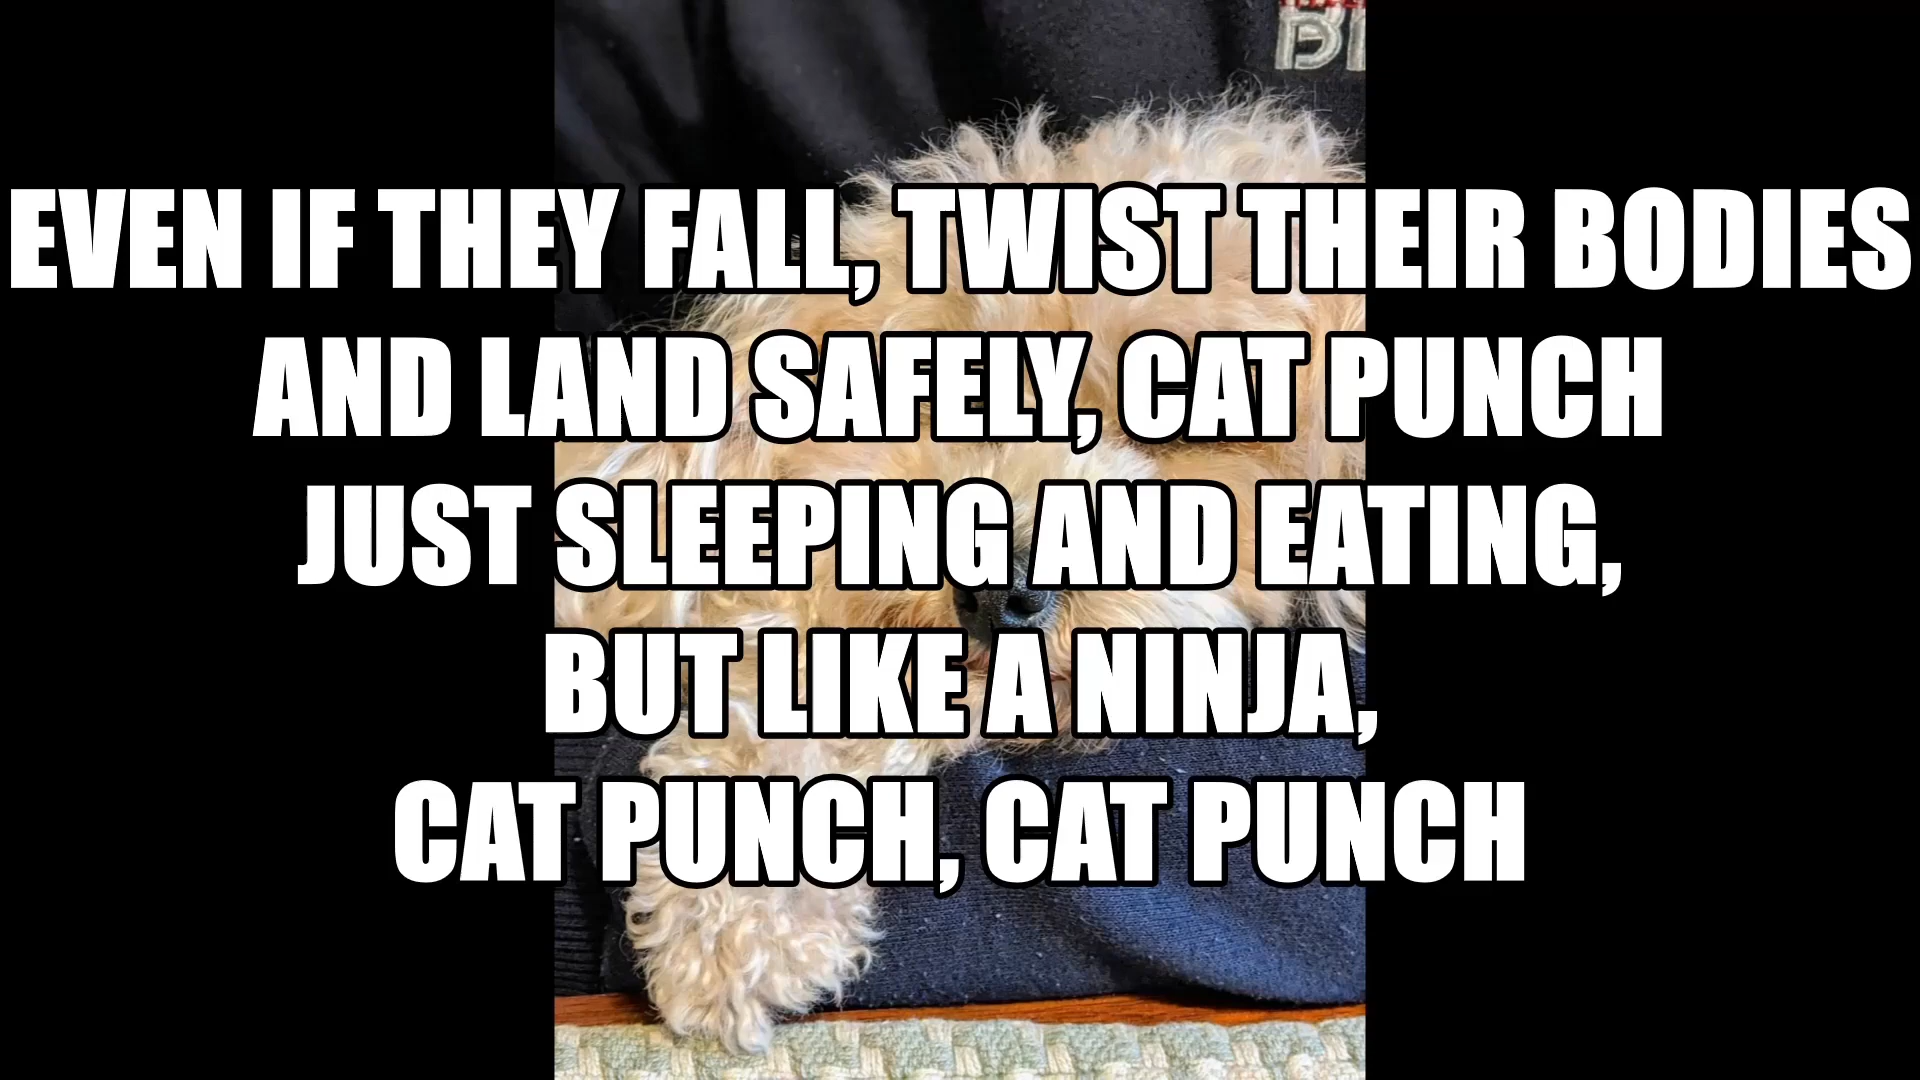 EVEN IF THEY FALL, TWIST THEIR BODIES
AND LAND SAFELY, CAT PUNCH
JUST SLEEPING AND EATING,
BUT LIKE A NINJA,
CAT PUNCH, CAT PUNCH